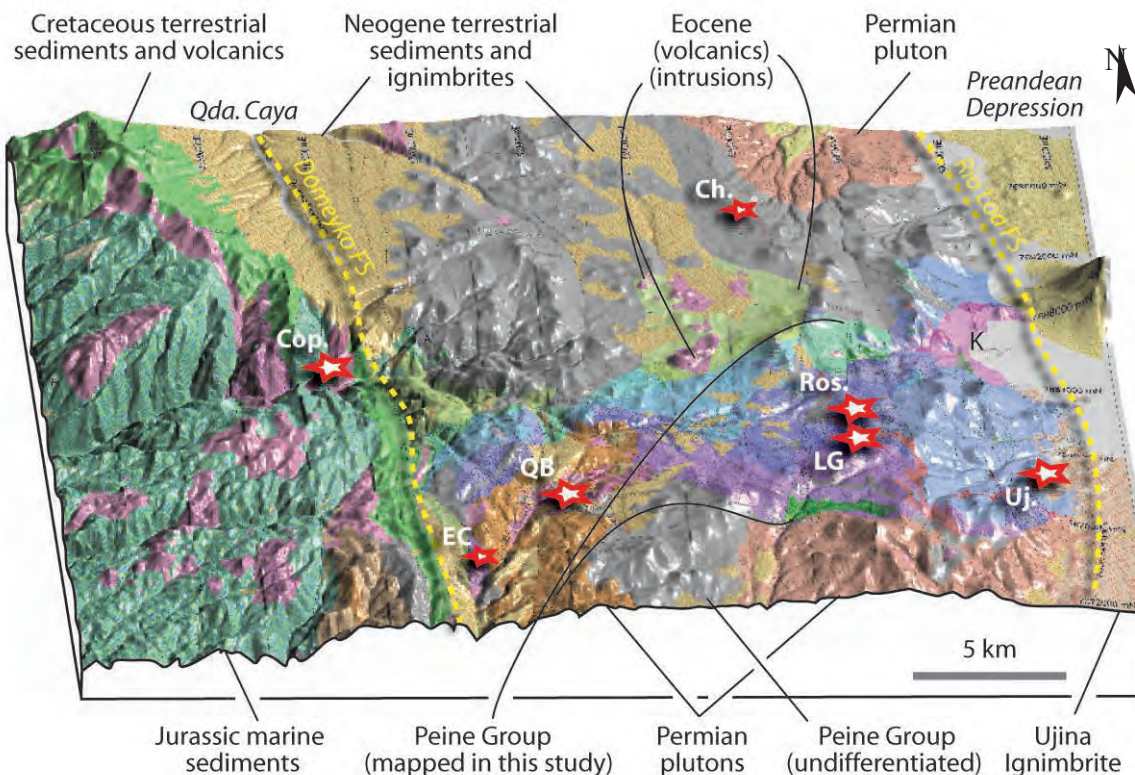 Cretaceous terrestrial
sediments and volcanics
Neogene terrestrial
sediments and
ignimbrites
Eocene
(volcanics)
(intrusions)
Permian
pluton
N
Qda. Caya
Preandean
Depression
Domeyko FS
Rio Loa FS
Ch.
K
Cop.
Ros.
LG
QB
Uj.
EC
5 km
Jurassic marine
sediments
Peine Group
(mapped in this study)
Permian
plutons
Peine Group
(undifferentiated)
Ujina
Ignimbrite